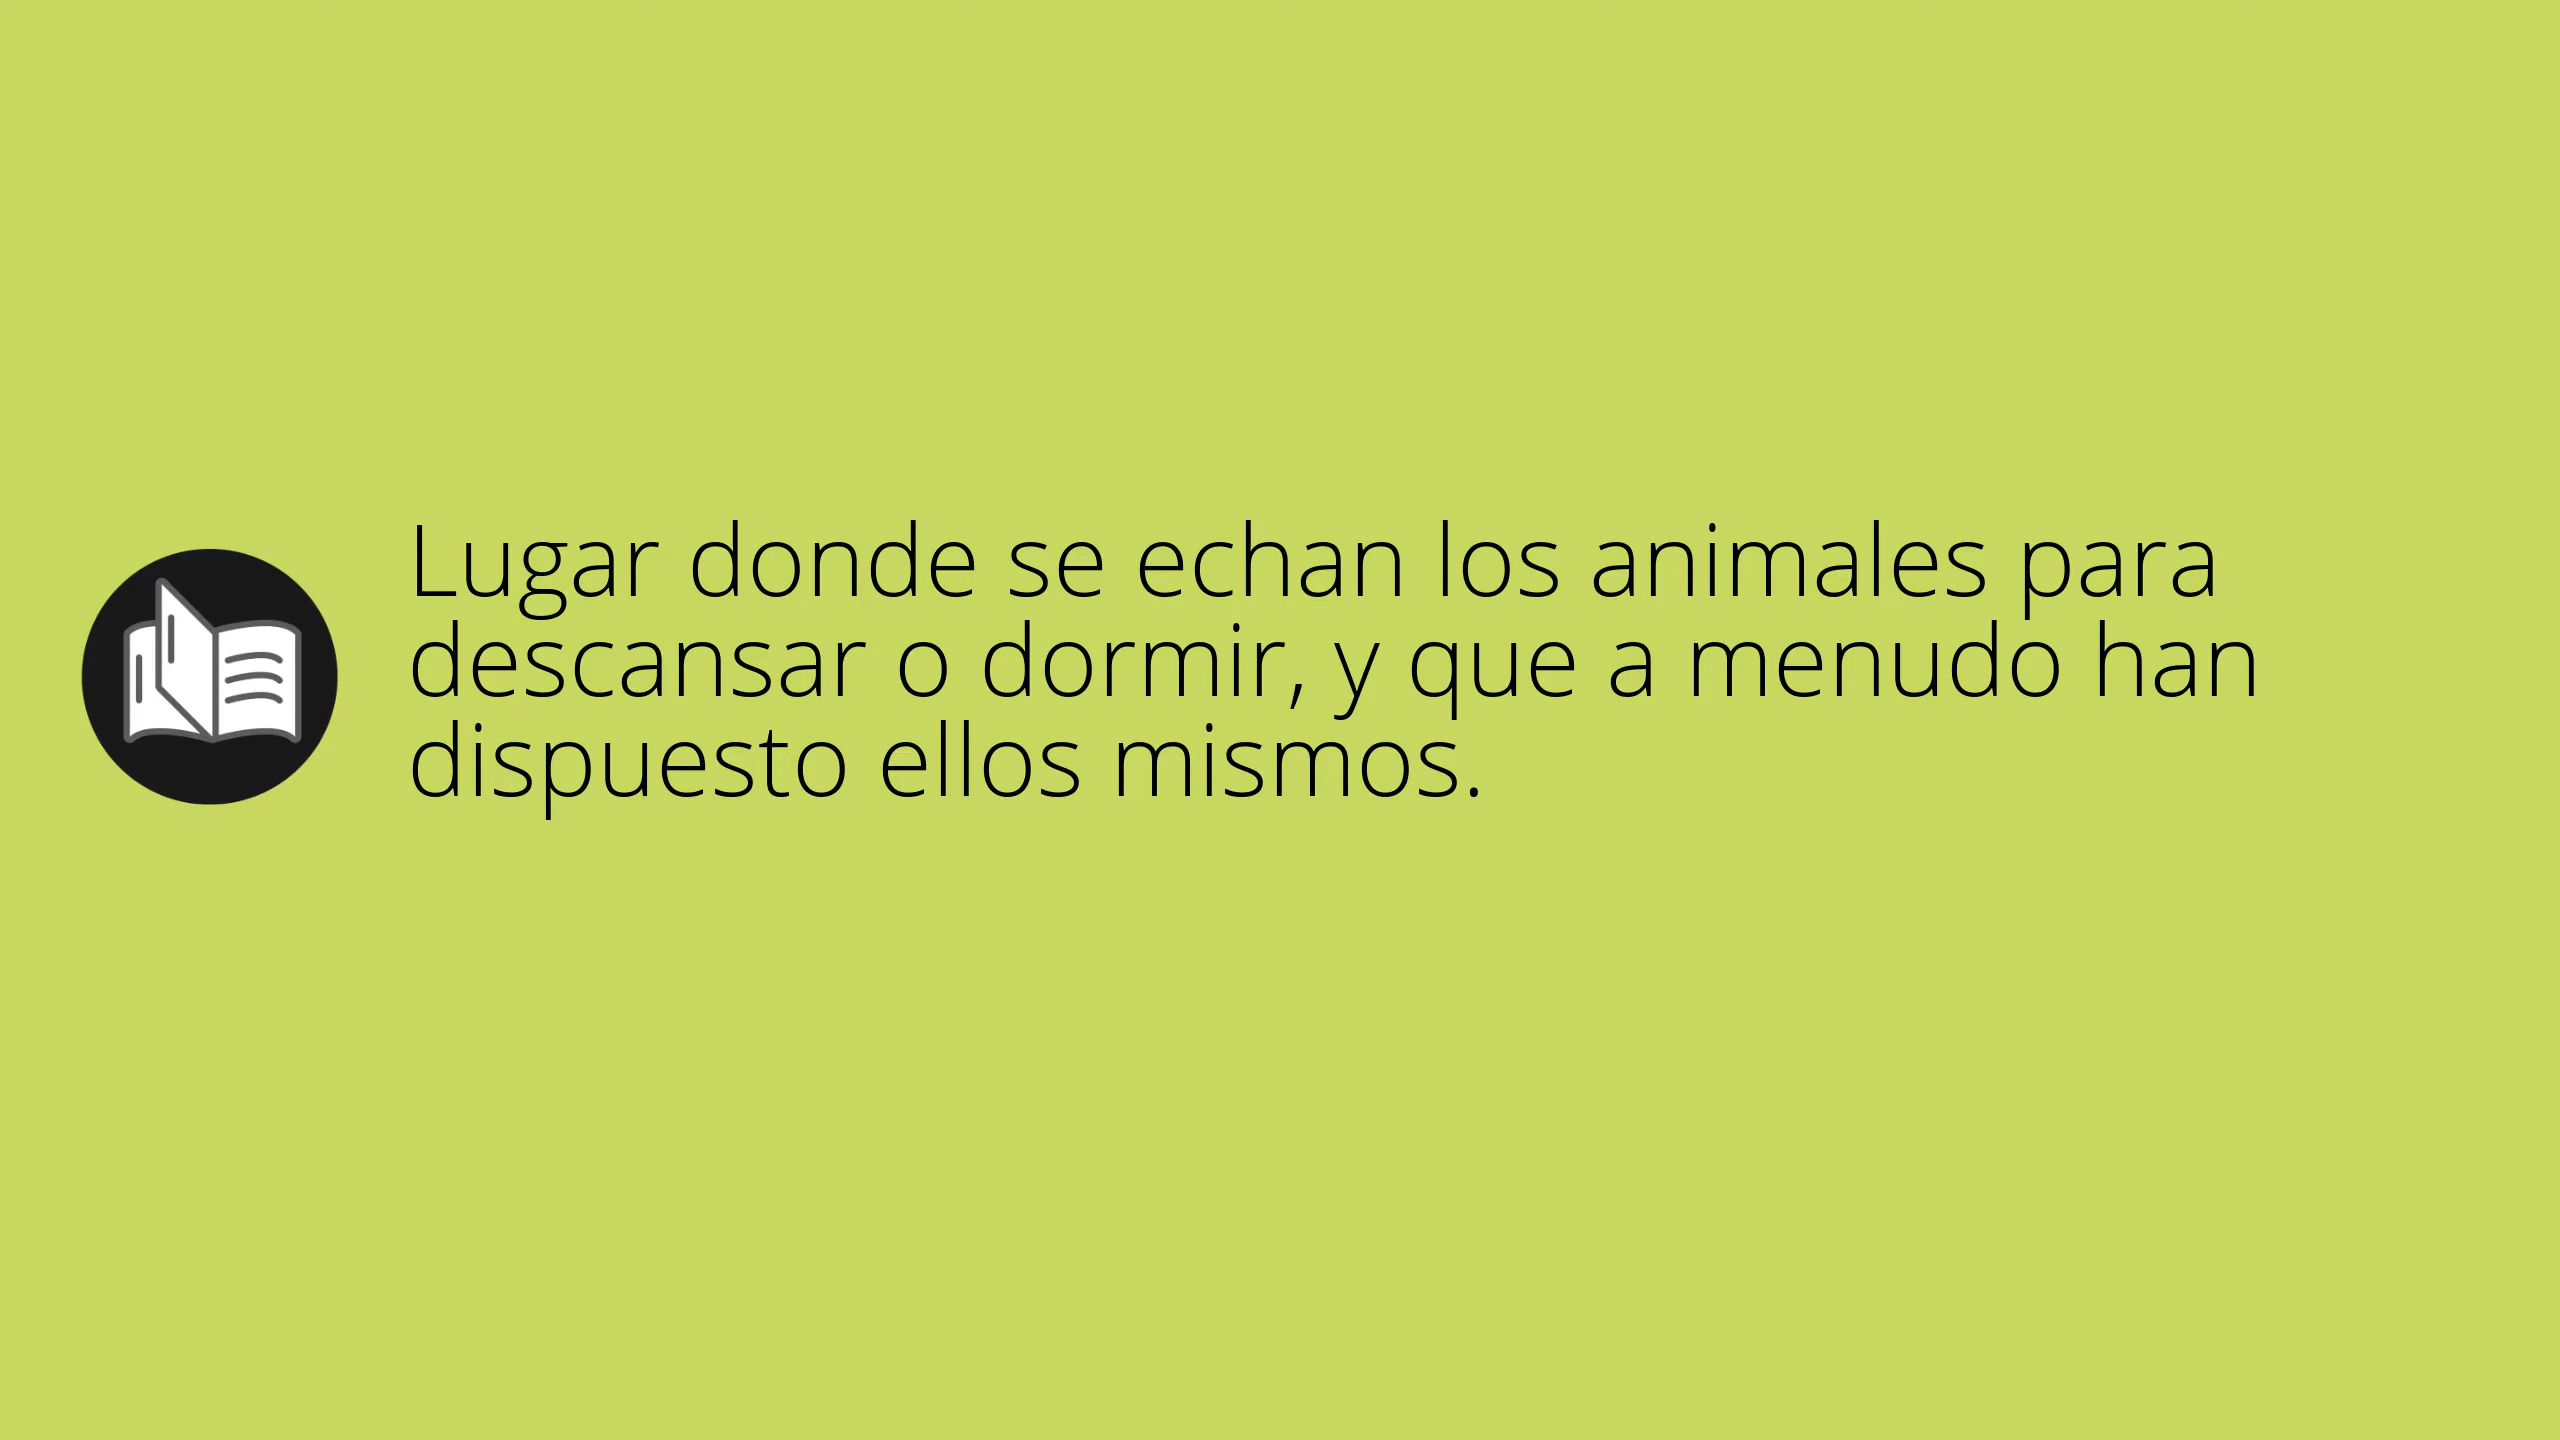 Lugar donde se echan los animales para
descansar o dormir, y que a menudo han
dispuesto ellos mismos.